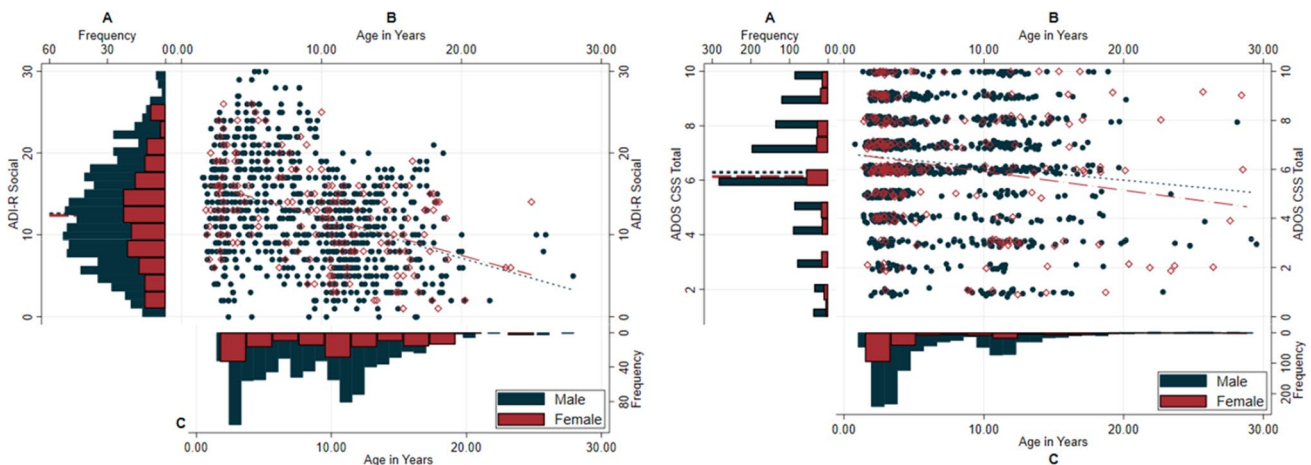 A B
Frequency Age in Years
60 30 00.00 10.00 20.00 30.00
ADI-R Social
30
20
10
0
ADI-R Social
30
20
10
0
Frequency
0
40
80
Male
Female
C
0.00 10.00 20.00 30.00
Age in Years
A B
Frequency Age in Years
300 200 100 00.00 10.00 20.00 30.00
ADOS CSS Total
10
8
6
4
2
ADOS CSS Total
10
8
6
4
2
0
Frequency
0
100
200
Male
Female
0.00 10.00 20.00 30.00
Age in Years
C